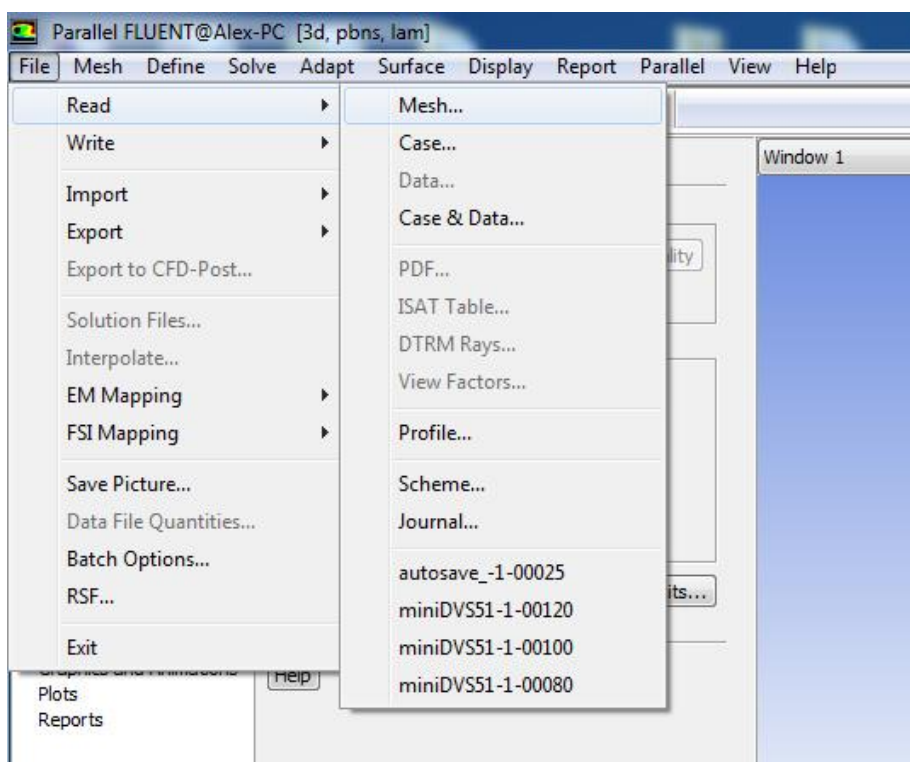 Parallel FLUENT@Alex-PC [3d, pbns, lam]
File Mesh Define Solve Adapt Surface Display Report Parallel View Help
Read
Write
Import
Export
Export to CFD-Post...
Solution Files...
Interpolate...
EM Mapping
FSI Mapping
Save Picture...
Data File Quantities...
Batch Options...
RSF...
Exit
Mesh...
Case...
Data...
Case & Data...
PDF...
ISAT Table...
DTRM Rays...
View Factors...
Profile...
Scheme...
Journal...
autosave_-1-00025
miniDVS51-1-00120
miniDVS51-1-00100
miniDVS51-1-00080
Window 1
Plots
Reports
Help